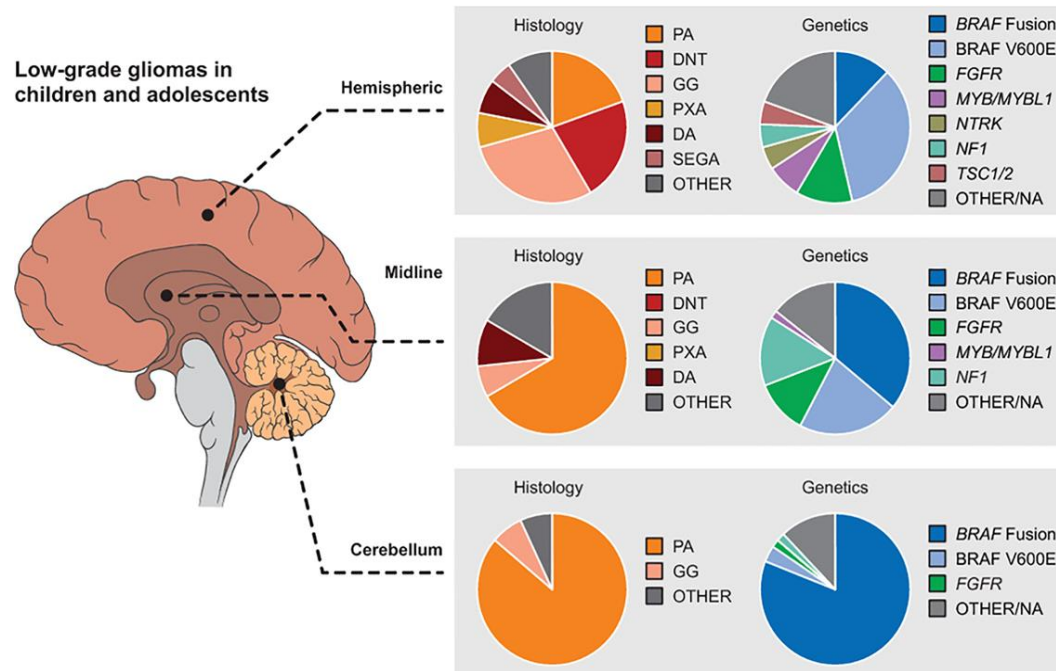 Low-grade gliomas in
children and adolescents
Hemispheric
Histology
PA
DNT
GG
PXA
DA
SEGA
OTHER
Genetics
BRAF Fusion
BRAF V600E
FGFR
MYB/MYBL1
NTRK
NF1
TSC1/2
OTHER/NA
Midline
Histology
PA
DNT
GG
PXA
DA
OTHER
Genetics
BRAF Fusion
BRAF V600E
FGFR
MYB/MYBL1
NF1
OTHER/NA
Cerebellum
Histology
PA
GG
OTHER
Genetics
BRAF Fusion
BRAF V600E
FGFR
OTHER/NA